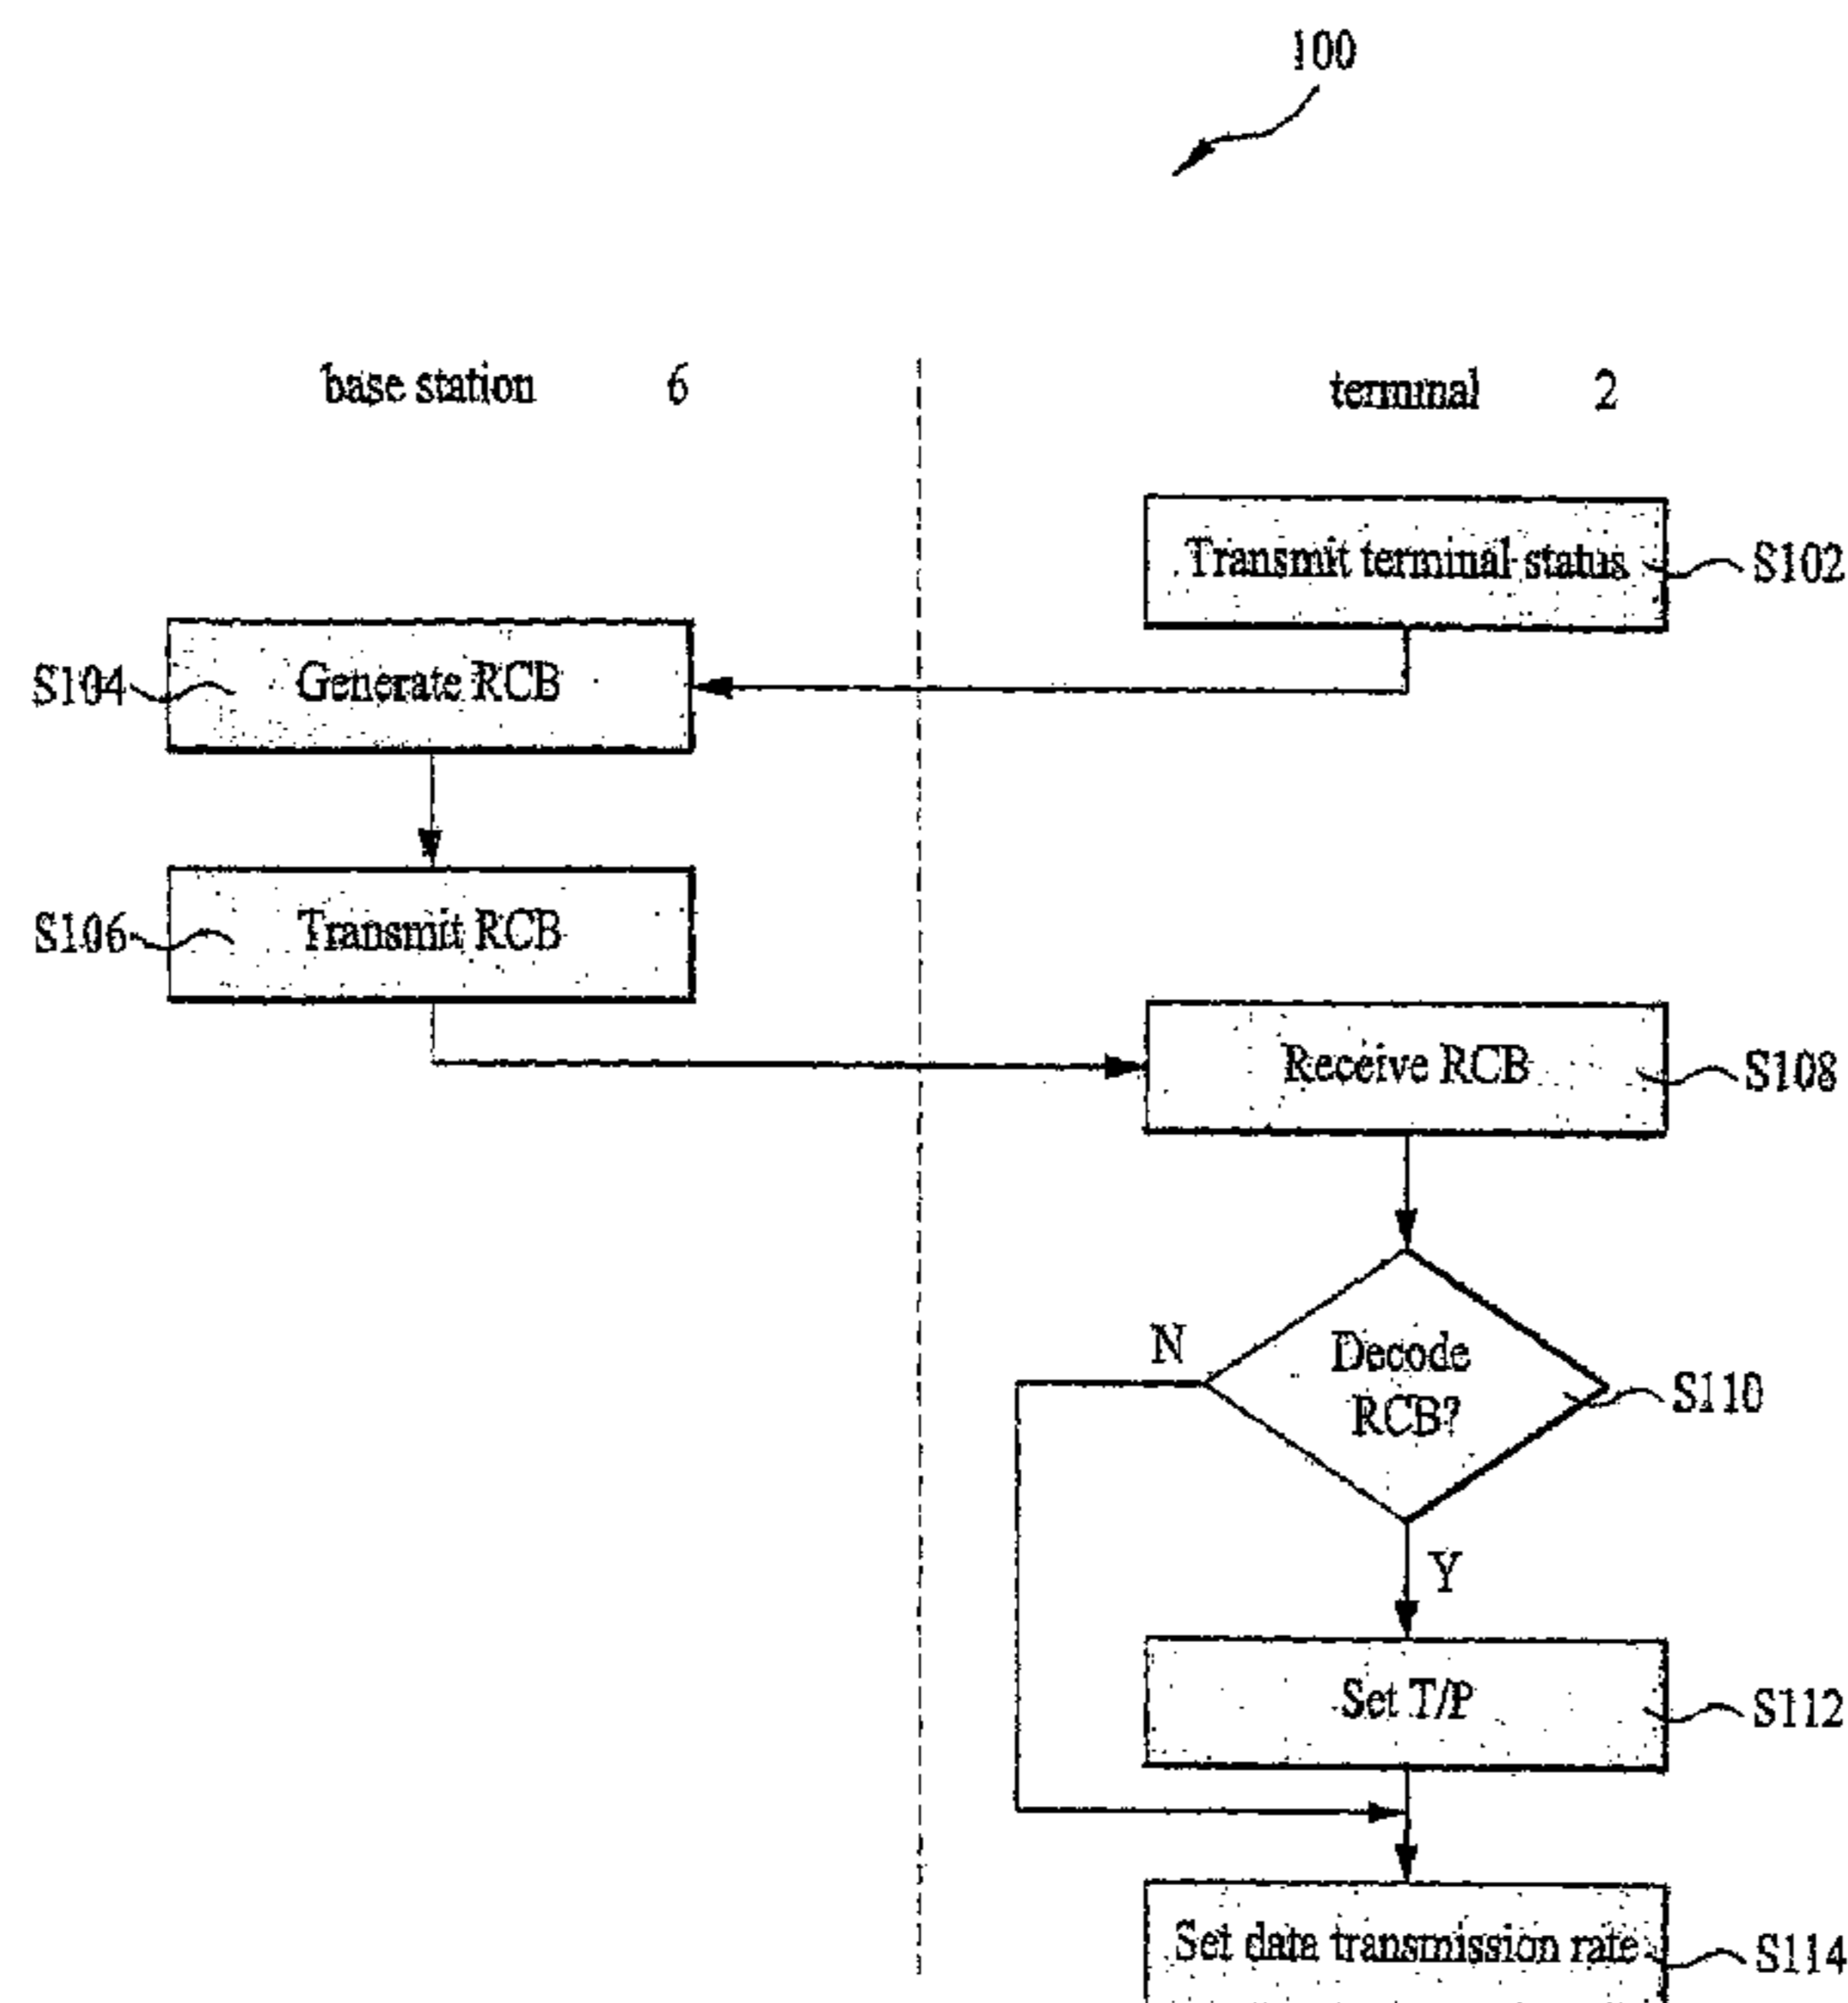 100
base station 6
terminal 2
Transmit terminal status
S102
S104
Generate RCB
S106
Transmit RCB
Receive RCB
S108
N
Decode
RCB?
S110
Y
Set T/P
S112
Set data transmission rate
S114